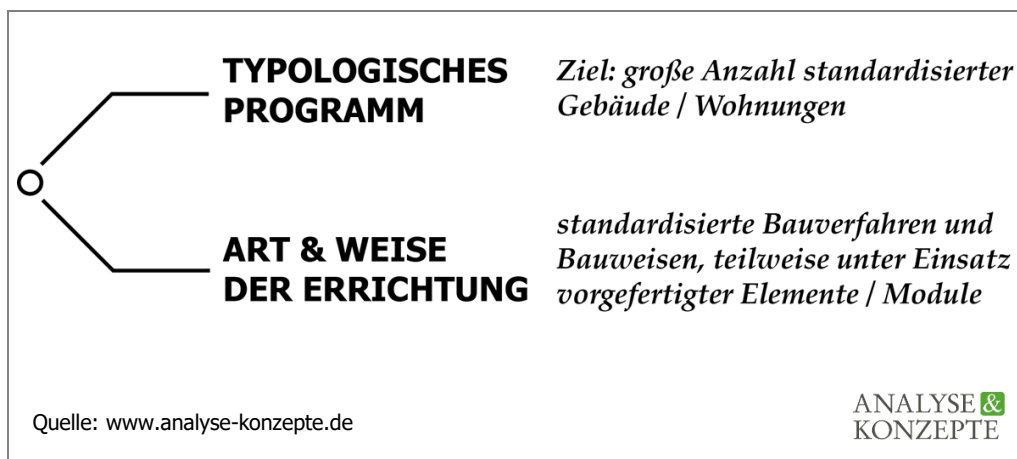 TYPOLOGISCHES
PROGRAMM
Ziel: große Anzahl standardisierter
Gebäude / Wohnungen
ART & WEISE
DER ERRICHTUNG
standardisierte Bauverfahren und
Bauweisen, teilweise unter Einsatz
vorgefertigter Elemente / Module
Quelle: www.analyse-konzepte.de
ANALYSE &
KONZEPTE